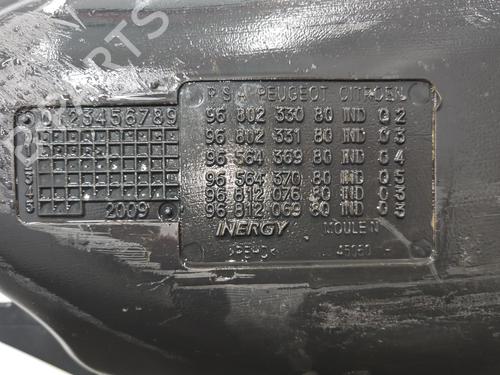 P S A PEUGEOT CITROEN
0123456789
96 802 330 80 IND 02
96 802 331 80 IND 03
96 564 369 80 IND 04
96 564 370 80 IND 05
96 812 076 80 IND 03
96 812 069 80 IND 03
2009
INERGY
MOULE N